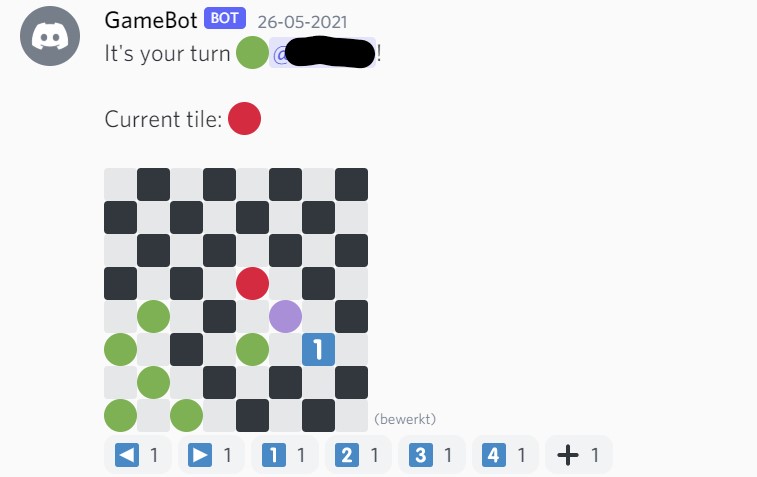 GameBot BOT 26-05-2021
It's your turn @!
Current tile:
1
(bewerkt)
1 1 1 1 2 1 3 1 4 1 1